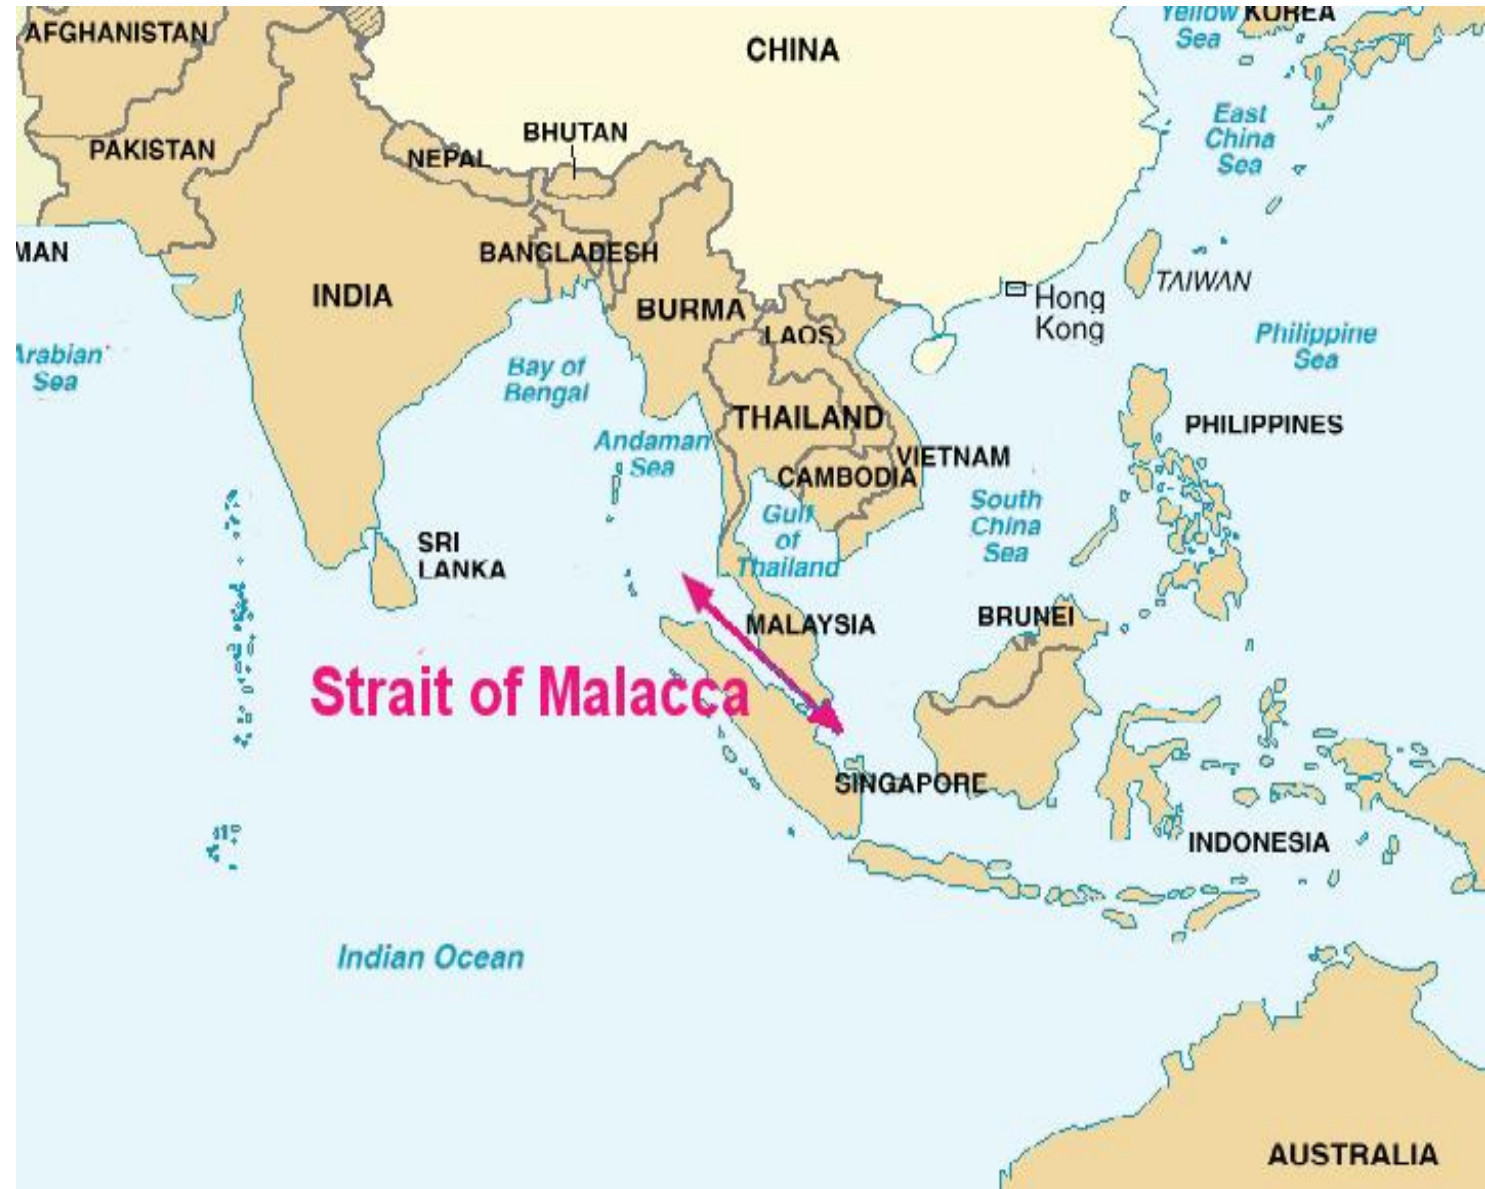 AFGHANISTAN
CHINA
Yellow
Sea
KOREA
East
China
Sea
PAKISTAN
NEPAL
BHUTAN
MAN
INDIA
BANGLADESH
BURMA
LAOS
Hong
Kong
TAIWAN
Philippine
Sea
Arabian
Sea
Bay of
Bengal
Andaman
Sea
THAILAND
CAMBODIA
VIETNAM
PHILIPPINES
Gulf
of
Thailand
South
China
Sea
SRI
LANKA
MALAYSIA
BRUNEI
Strait of Malacca
SINGAPORE
INDONESIA
Indian Ocean
AUSTRALIA